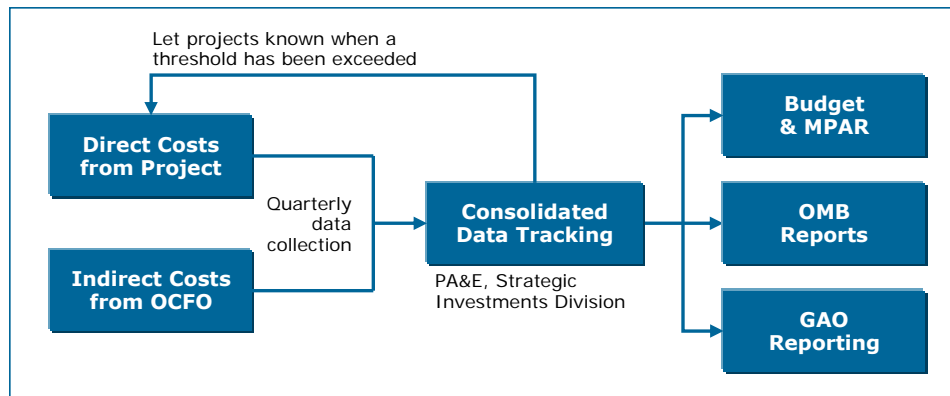 Let projects known when a
threshold has been exceeded
Direct Costs
from Project
Quarterly
data
collection
Indirect Costs
from OCFO
Consolidated
Data Tracking
PA&E, Strategic
Investments Division
Budget
& MPAR
OMB
Reports
GAO
Reporting